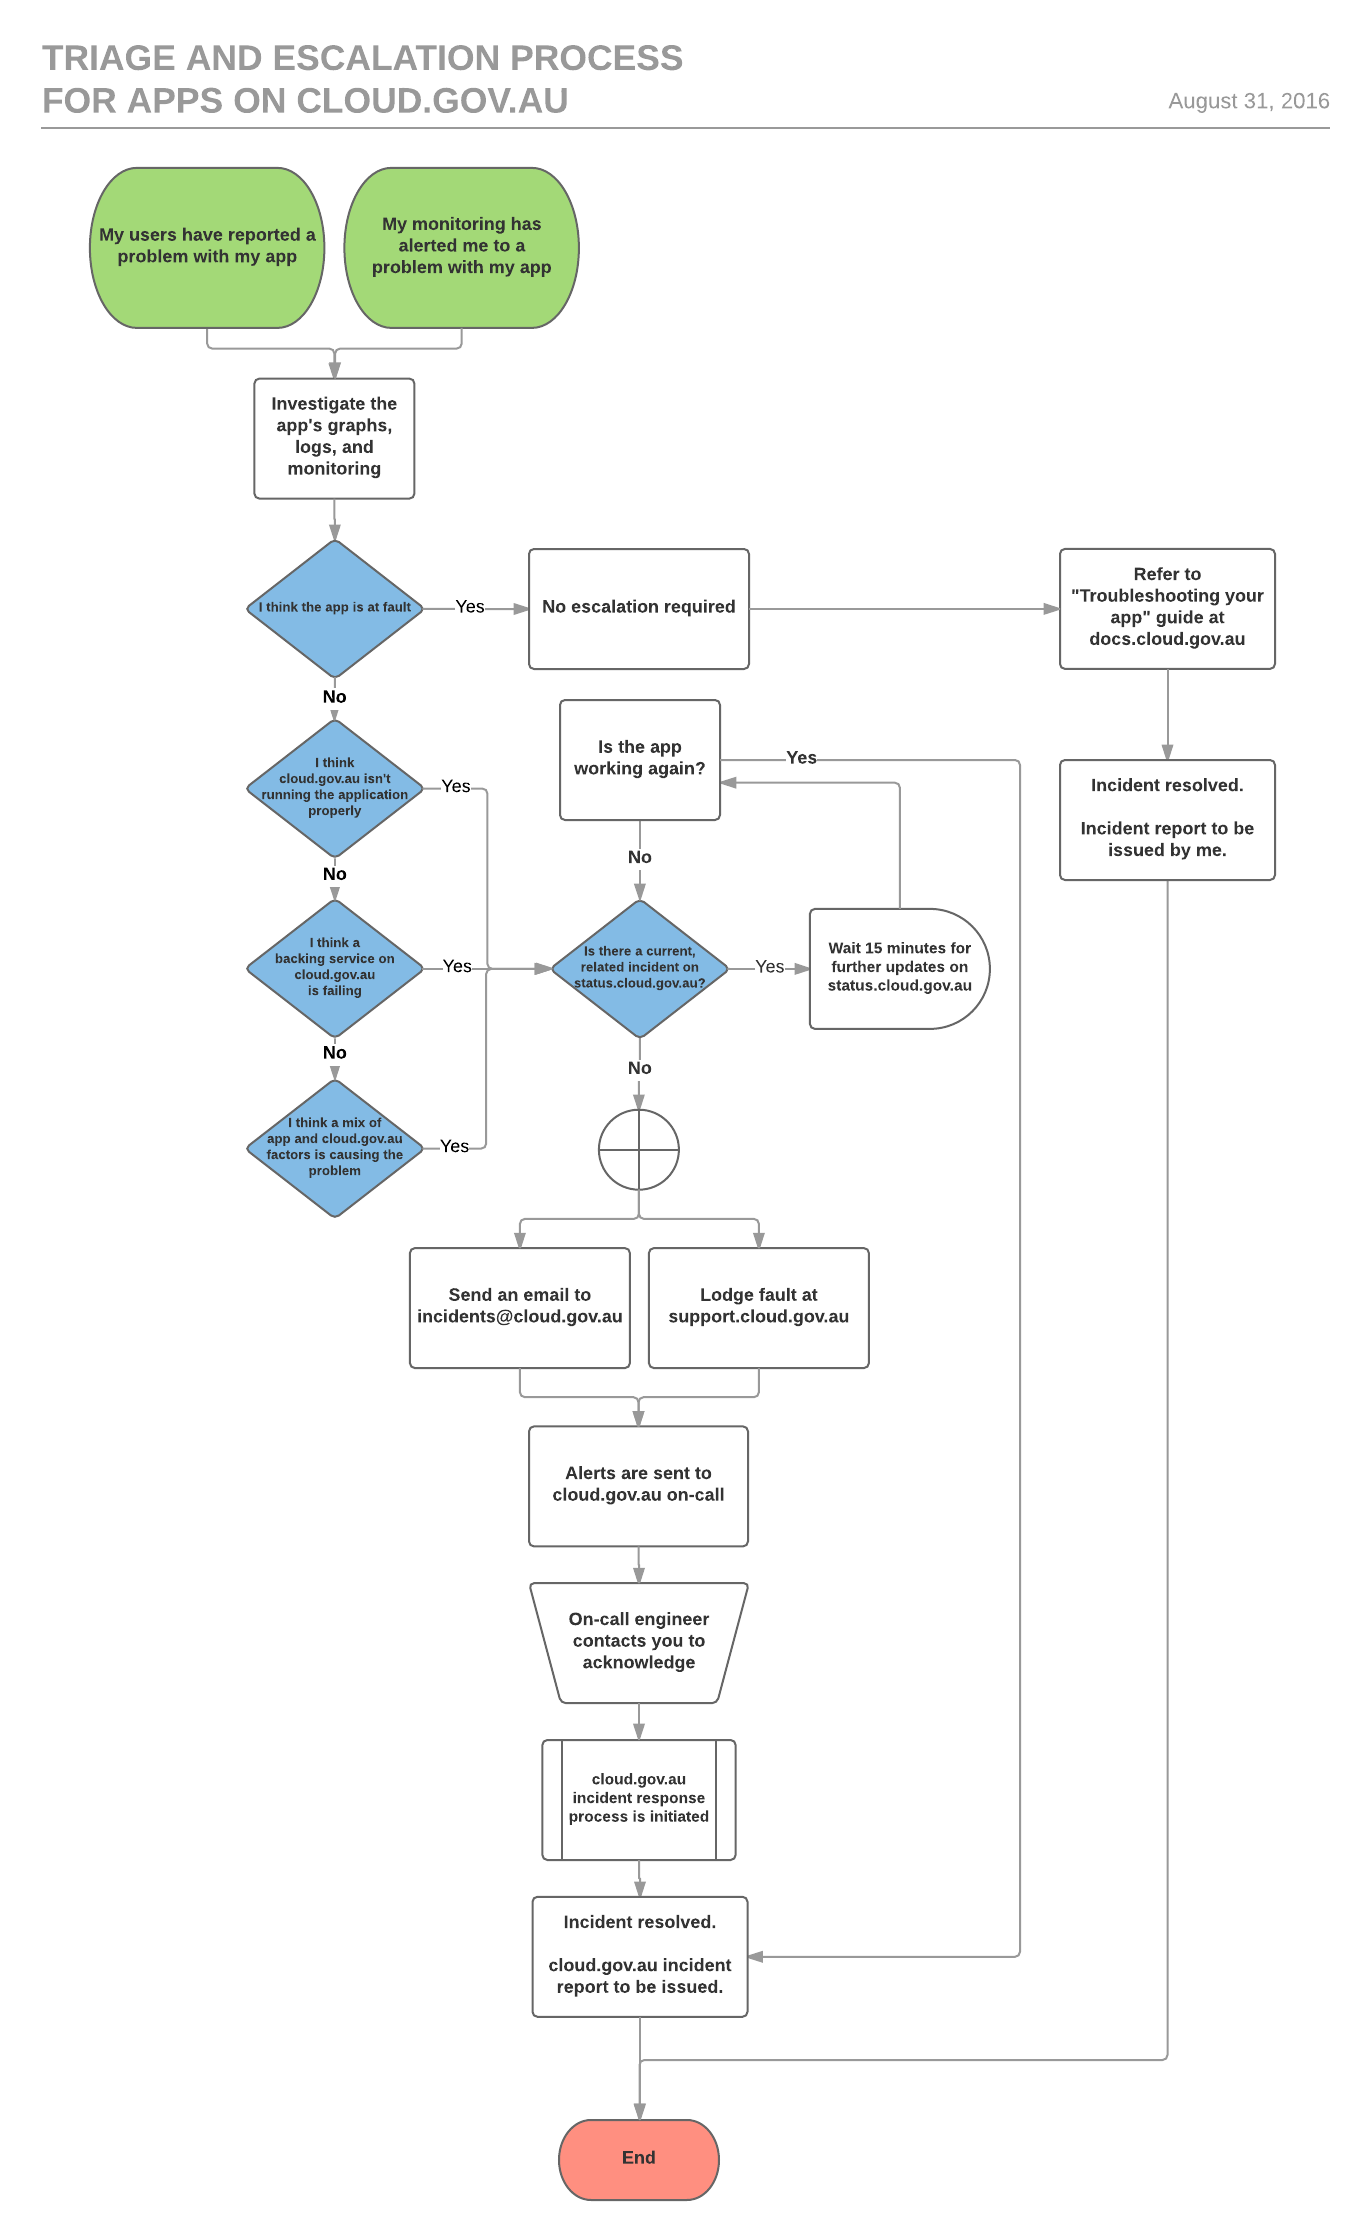 TRIAGE AND ESCALATION PROCESS
FOR APPS ON CLOUD.GOV.AU
August 31, 2016
My users have reported a
problem with my app
My monitoring has
alerted me to a
problem with my app
Investigate the
app's graphs,
logs, and
monitoring
I think the app is at fault
Yes
No escalation required
Refer to
"Troubleshooting your
app" guide at
docs.cloud.gov.au
No
I think
cloud.gov.au isn't
running the application
properly
Yes
Is the app
working again?
Yes
Incident resolved.
Incident report to be
issued by me.
No
No
I think a
backing service on
cloud.gov.au
is failing
Yes
Is there a current,
related incident on
status.cloud.gov.au?
Yes
Wait 15 minutes for
further updates on
status.cloud.gov.au
No
No
I think a mix of
app and cloud.gov.au
factors is causing the
problem
Yes
Send an email to
incidents@cloud.gov.au
Lodge fault at
support.cloud.gov.au
Alerts are sent to
cloud.gov.au on-call
On-call engineer
contacts you to
acknowledge
cloud.gov.au
incident response
process is initiated
Incident resolved.
cloud.gov.au incident
report to be issued.
End